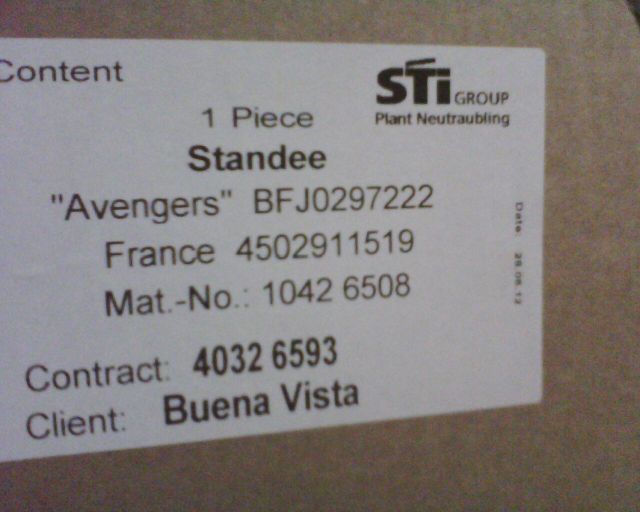 Content
STi GROUP
Plant Neutraubling
1 Piece
Standee
"Avengers" BFJ0297222
France 4502911519
Mat.-No.: 1042 6508
Contract: 4032 6593
Client: Buena Vista
Date: